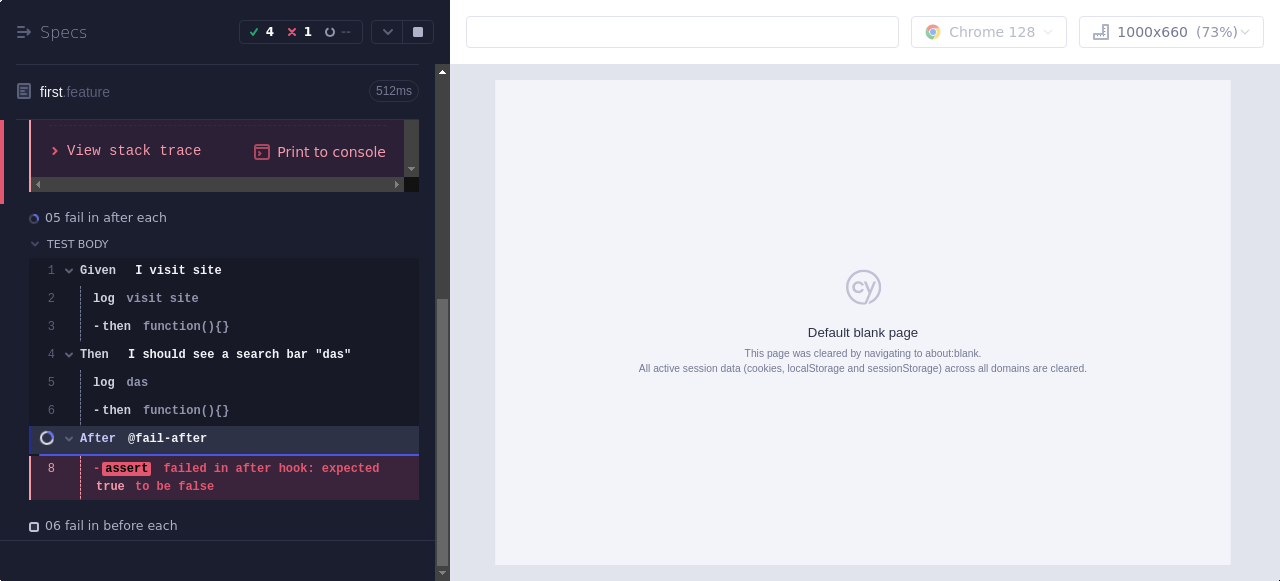 Specs
4
1
--
Chrome 128
1000x660 (73%)
first.feature
512ms
View stack trace
Print to console
05 fail in after each
TEST BODY
1 Given I visit site
2 log visit site
3 -then function(){}
4 Then I should see a search bar "das"
5 log das
6 -then function(){}
After @fail-after
8 -assert failed in after hook: expected
true to be false
06 fail in before each
cy
Default blank page
This page was cleared by navigating to about:blank.
All active session data (cookies, localStorage and sessionStorage) across all domains are cleared.